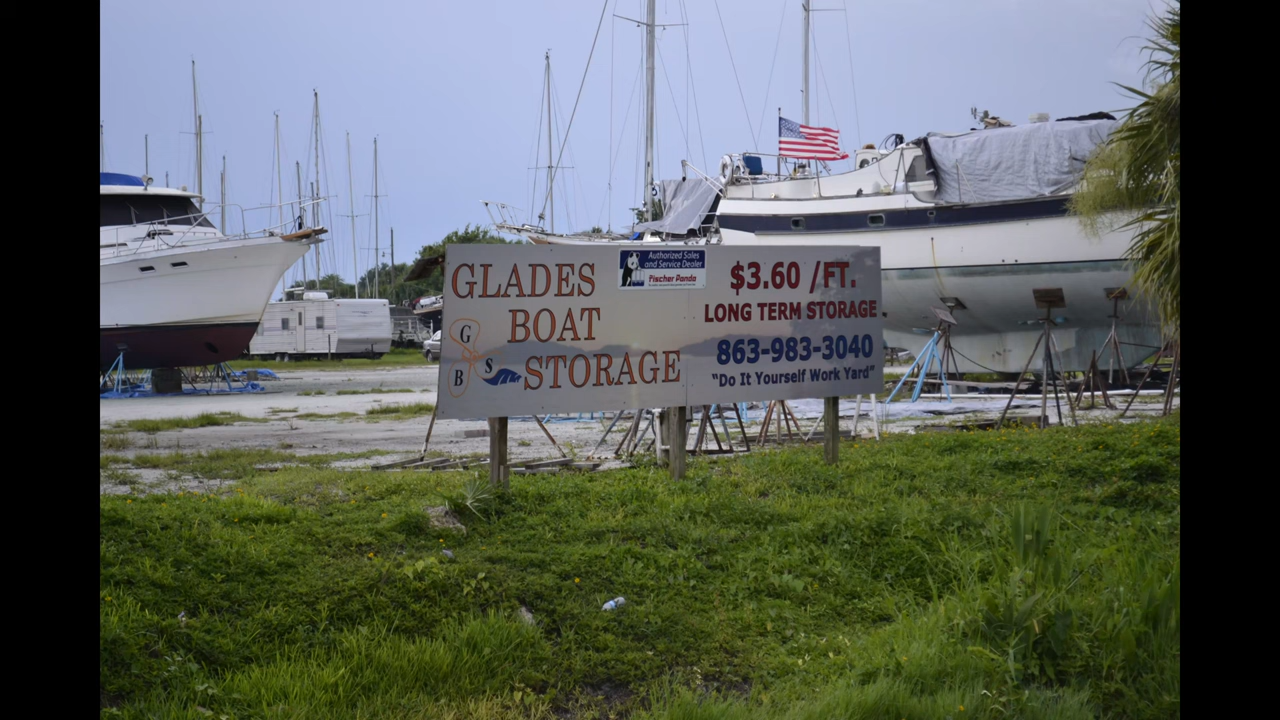 GLADES
BOAT
STORAGE
G
B
S
Authorized Sales
and Service Dealer
Fischer Panda
$3.60 /FT.
LONG TERM STORAGE
863-983-3040
"Do It Yourself Work Yard"